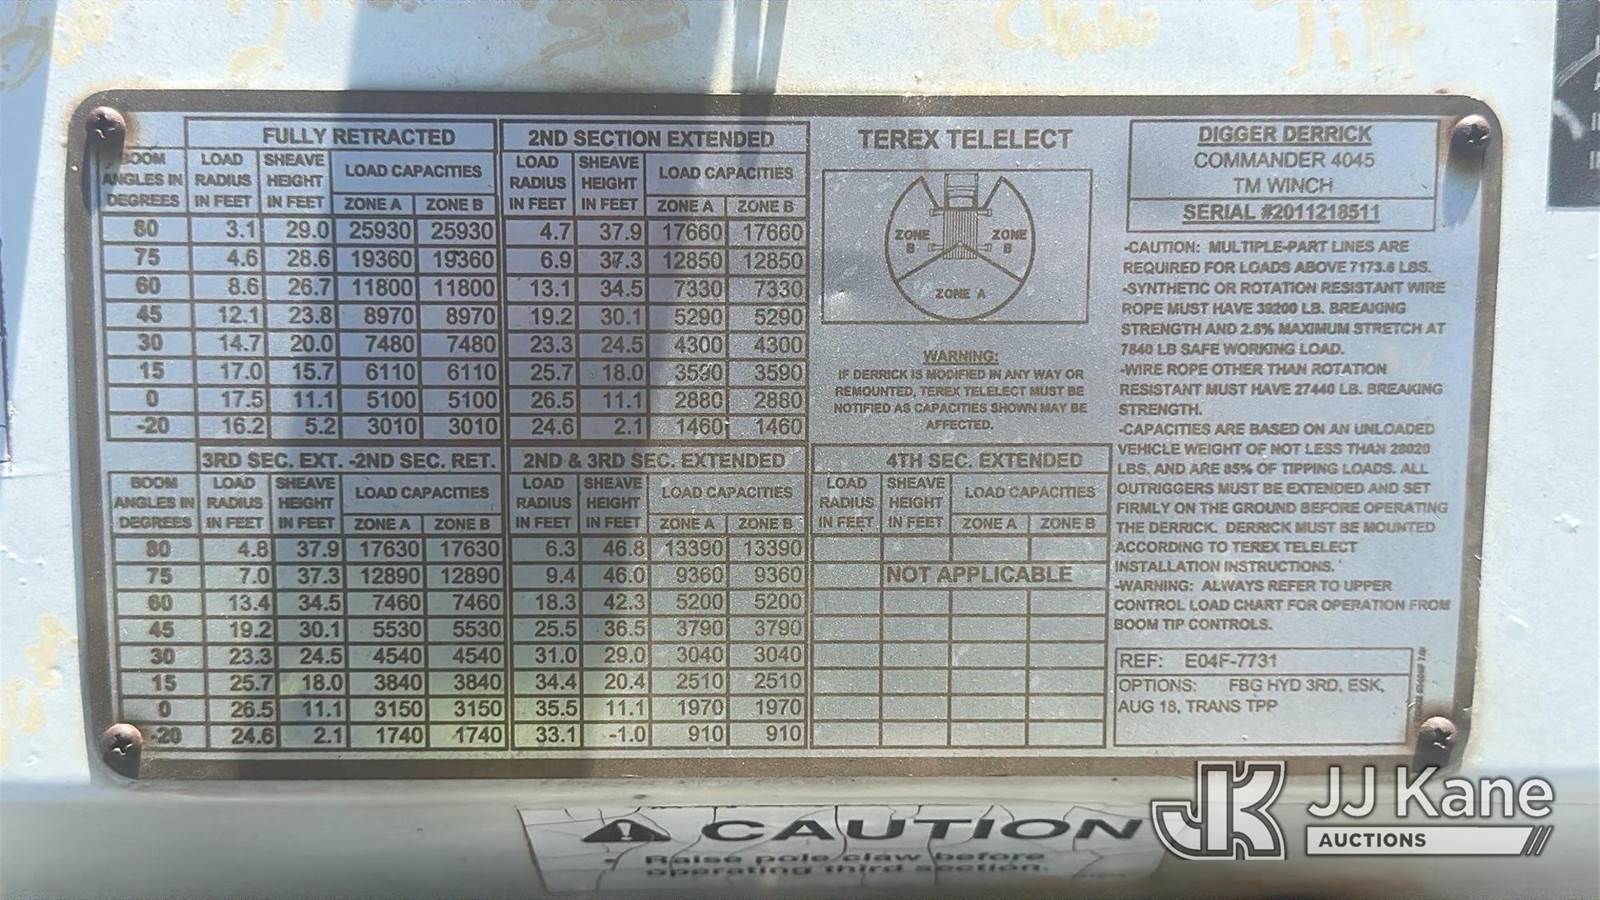 Claw Tilt
FULLY RETRACTED
BOOM ANGLES IN DEGREES | LOAD RADIUS IN FEET | SHEAVE HEIGHT IN FEET | LOAD CAPACITIES ZONE A | ZONE B
80 3.1 29.0 25930 25930
75 4.6 28.6 19360 19360
60 8.6 26.7 11800 11800
45 12.1 23.8 8970 8970
30 14.7 20.0 7480 7480
15 17.0 15.7 6110 6110
0 17.5 11.1 5100 5100
-20 16.2 5.2 3010 3010
2ND SECTION EXTENDED
LOAD RADIUS IN FEET | SHEAVE HEIGHT IN FEET | LOAD CAPACITIES ZONE A | ZONE B
4.7 37.9 17660 17660
6.9 37.3 12850 12850
13.1 34.5 7330 7330
19.2 30.1 5290 5290
23.3 24.5 4300 4300
25.7 18.0 3590 3590
26.5 11.1 2880 2880
24.6 2.1 1460 1460
3RD SEC. EXT. -2ND SEC. RET.
BOOM ANGLES IN DEGREES | LOAD RADIUS IN FEET | SHEAVE HEIGHT IN FEET | LOAD CAPACITIES ZONE A | ZONE B
80 4.8 37.9 17630 17630
75 7.0 37.3 12890 12890
60 13.4 34.5 7460 7460
45 19.2 30.1 5530 5530
30 23.3 24.5 4540 4540
15 25.7 18.0 3840 3840
0 26.5 11.1 3150 3150
-20 24.6 2.1 1740 1740
2ND & 3RD SEC. EXTENDED
LOAD RADIUS IN FEET | SHEAVE HEIGHT IN FEET | LOAD CAPACITIES ZONE A | ZONE B
6.3 46.8 13390 13390
9.4 46.0 9360 9360
18.3 42.3 5200 5200
25.5 36.5 3790 3790
31.0 29.0 3040 3040
34.4 20.4 2510 2510
35.5 11.1 1970 1970
33.1 -1.0 910 910
4TH SEC. EXTENDED
LOAD RADIUS IN FEET | SHEAVE HEIGHT IN FEET | LOAD CAPACITIES ZONE A | ZONE B
NOT APPLICABLE
TEREX TELELECT
ZONE B
ZONE B
ZONE A
WARNING:
IF DERRICK IS MODIFIED IN ANY WAY OR
REMOUNTED, TEREX TELELECT MUST BE
NOTIFIED AS CAPACITIES SHOWN MAY BE
AFFECTED.
DIGGER DERRICK
COMMANDER 4045
TM WINCH
SERIAL #2011218511
-CAUTION: MULTIPLE-PART LINES ARE
REQUIRED FOR LOADS ABOVE 7173.6 LBS.
-SYNTHETIC OR ROTATION RESISTANT WIRE
ROPE MUST HAVE 39200 LB. BREAKING
STRENGTH AND 2.8% MAXIMUM STRETCH AT
7840 LB SAFE WORKING LOAD.
-WIRE ROPE OTHER THAN ROTATION
RESISTANT MUST HAVE 27440 LB. BREAKING
STRENGTH.
-CAPACITIES ARE BASED ON AN UNLOADED
VEHICLE WEIGHT OF NOT LESS THAN 28020
LBS, AND ARE 85% OF TIPPING LOADS. ALL
OUTRIGGERS MUST BE EXTENDED AND SET
FIRMLY ON THE GROUND BEFORE OPERATING
THE DERRICK. DERRICK MUST BE MOUNTED
ACCORDING TO TEREX TELELECT
INSTALLATION INSTRUCTIONS.
-WARNING: ALWAYS REFER TO UPPER
CONTROL LOAD CHART FOR OPERATION FROM
BOOM TIP CONTROLS.
REF: E04F-7731
OPTIONS: FBG HYD 3RD, ESK,
AUG 18, TRANS TPP
CAUTION
Raise pole claw before
operating third section.
JK JJ Kane
AUCTIONS